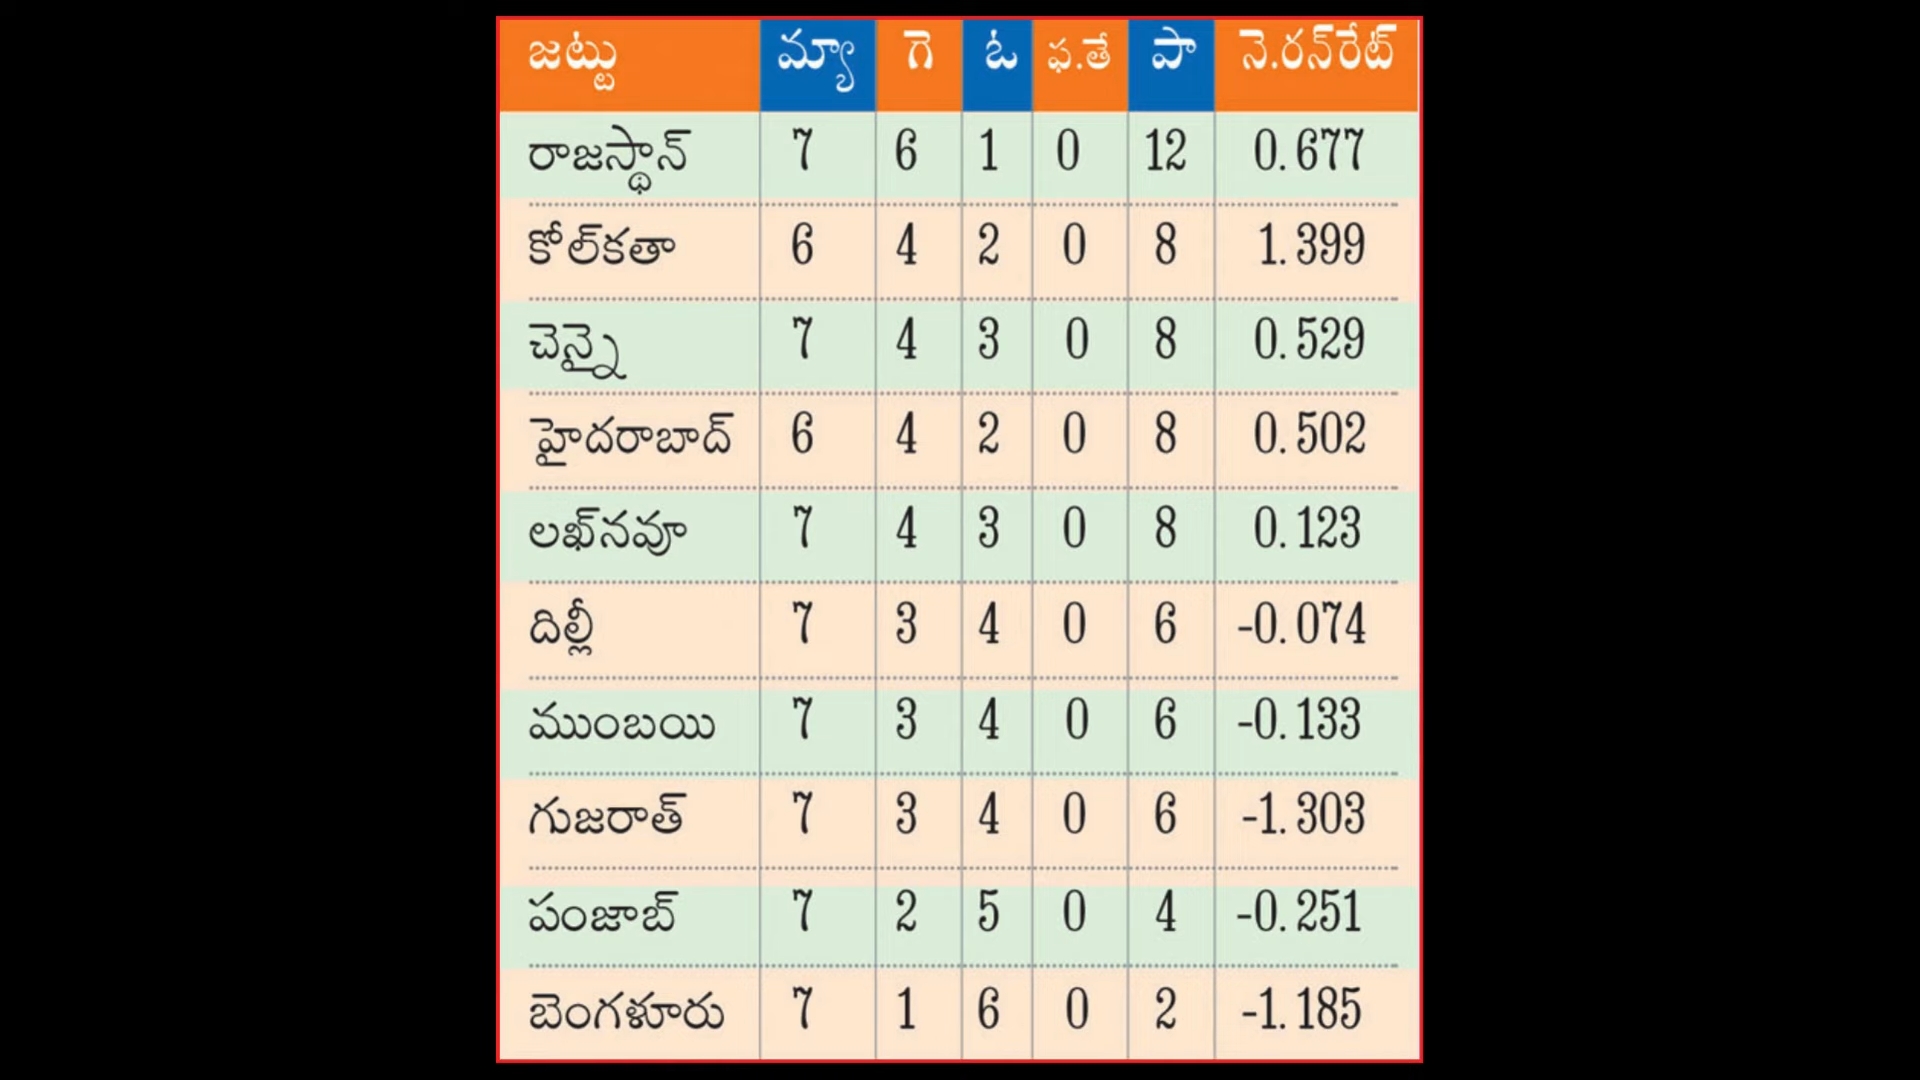 జట్టు మ్యా గె ఓ ఫ.తే పా నె.రన్‌రేట్
రాజస్థాన్ 7 6 1 0 12 0.677
కోల్‌కతా 6 4 2 0 8 1.399
చెన్నై 7 4 3 0 8 0.529
హైదరాబాద్ 6 4 2 0 8 0.502
లఖ్‌నవూ 7 4 3 0 8 0.123
దిల్లీ 7 3 4 0 6 -0.074
ముంబయి 7 3 4 0 6 -0.133
గుజరాత్ 7 3 4 0 6 -1.303
పంజాబ్ 7 2 5 0 4 -0.251
బెంగళూరు 7 1 6 0 2 -1.185